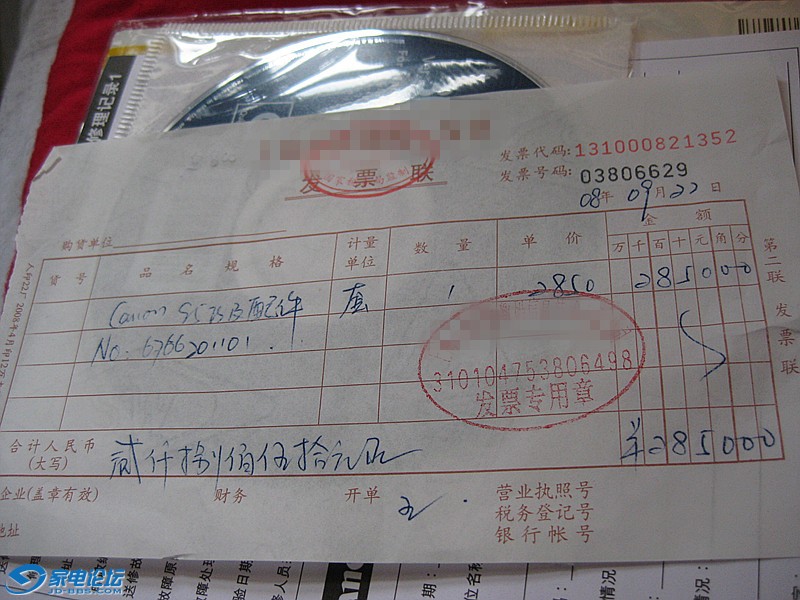 修理记录1
发票代码:131000821352
发票号码:03806629
发票联
08年09月22日
购货单位
货号 品名规格 计量单位 数量 单价 金额
万 千 百 十 元 角 分
Canon 及配件 壹 1 2850 285000
No. 6766201101
310104753806498
发票专用章
第二联 发票联
合计人民币
(大写)
贰仟捌佰伍拾元正 ¥285000
企业(盖章有效) 财务 开单
地址
营业执照号
税务登记号
银行帐号
家电论坛
JD-BBS.COM